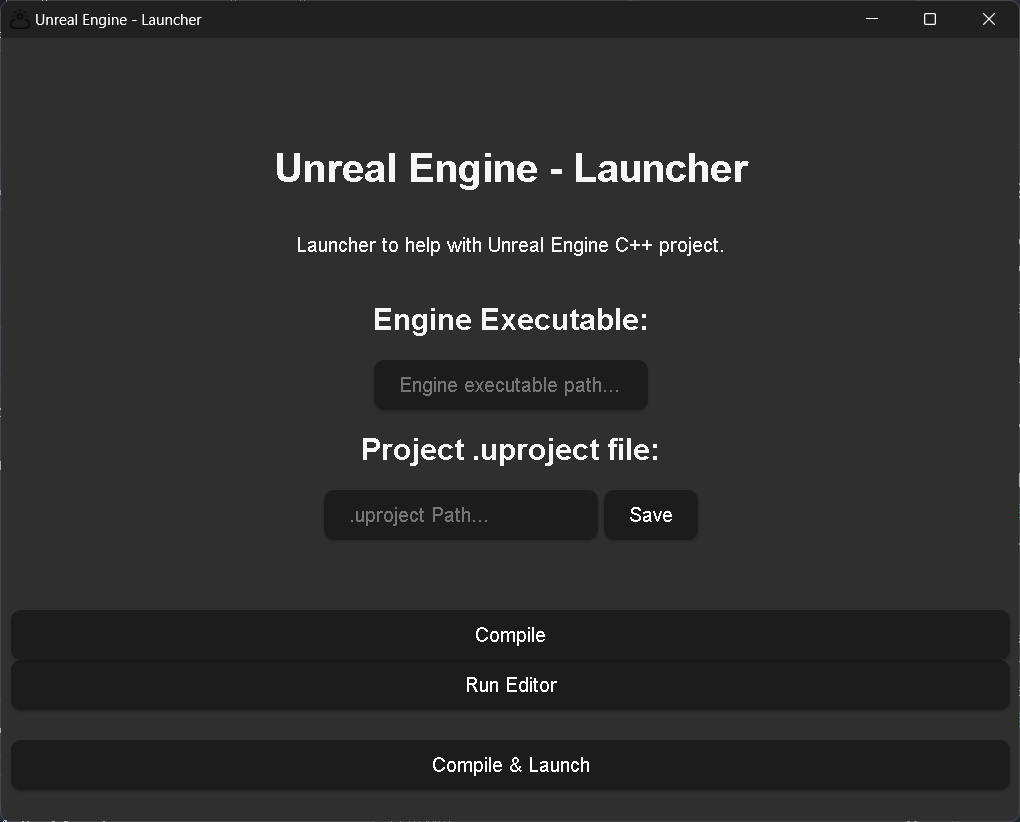 Unreal Engine - Launcher
Unreal Engine - Launcher
Launcher to help with Unreal Engine C++ project.
Engine Executable:
Engine executable path...
Project .uproject file:
.uproject Path...
Save
Compile
Run Editor
Compile & Launch